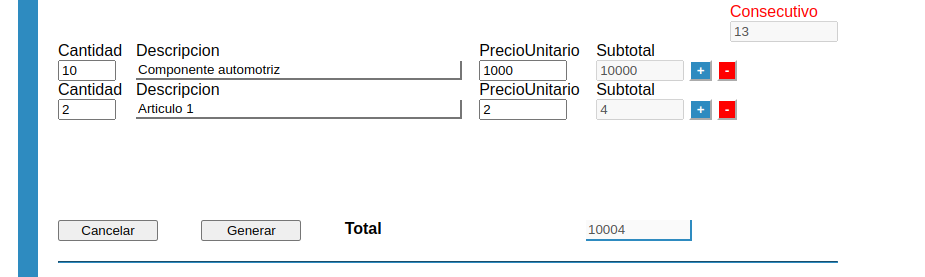 Consecutivo
13
Cantidad Descripcion PrecioUnitario Subtotal
10 Componente automotriz 1000 10000 + -
Cantidad Descripcion PrecioUnitario Subtotal
2 Articulo 1 2 4 + -
Cancelar Generar Total 10004